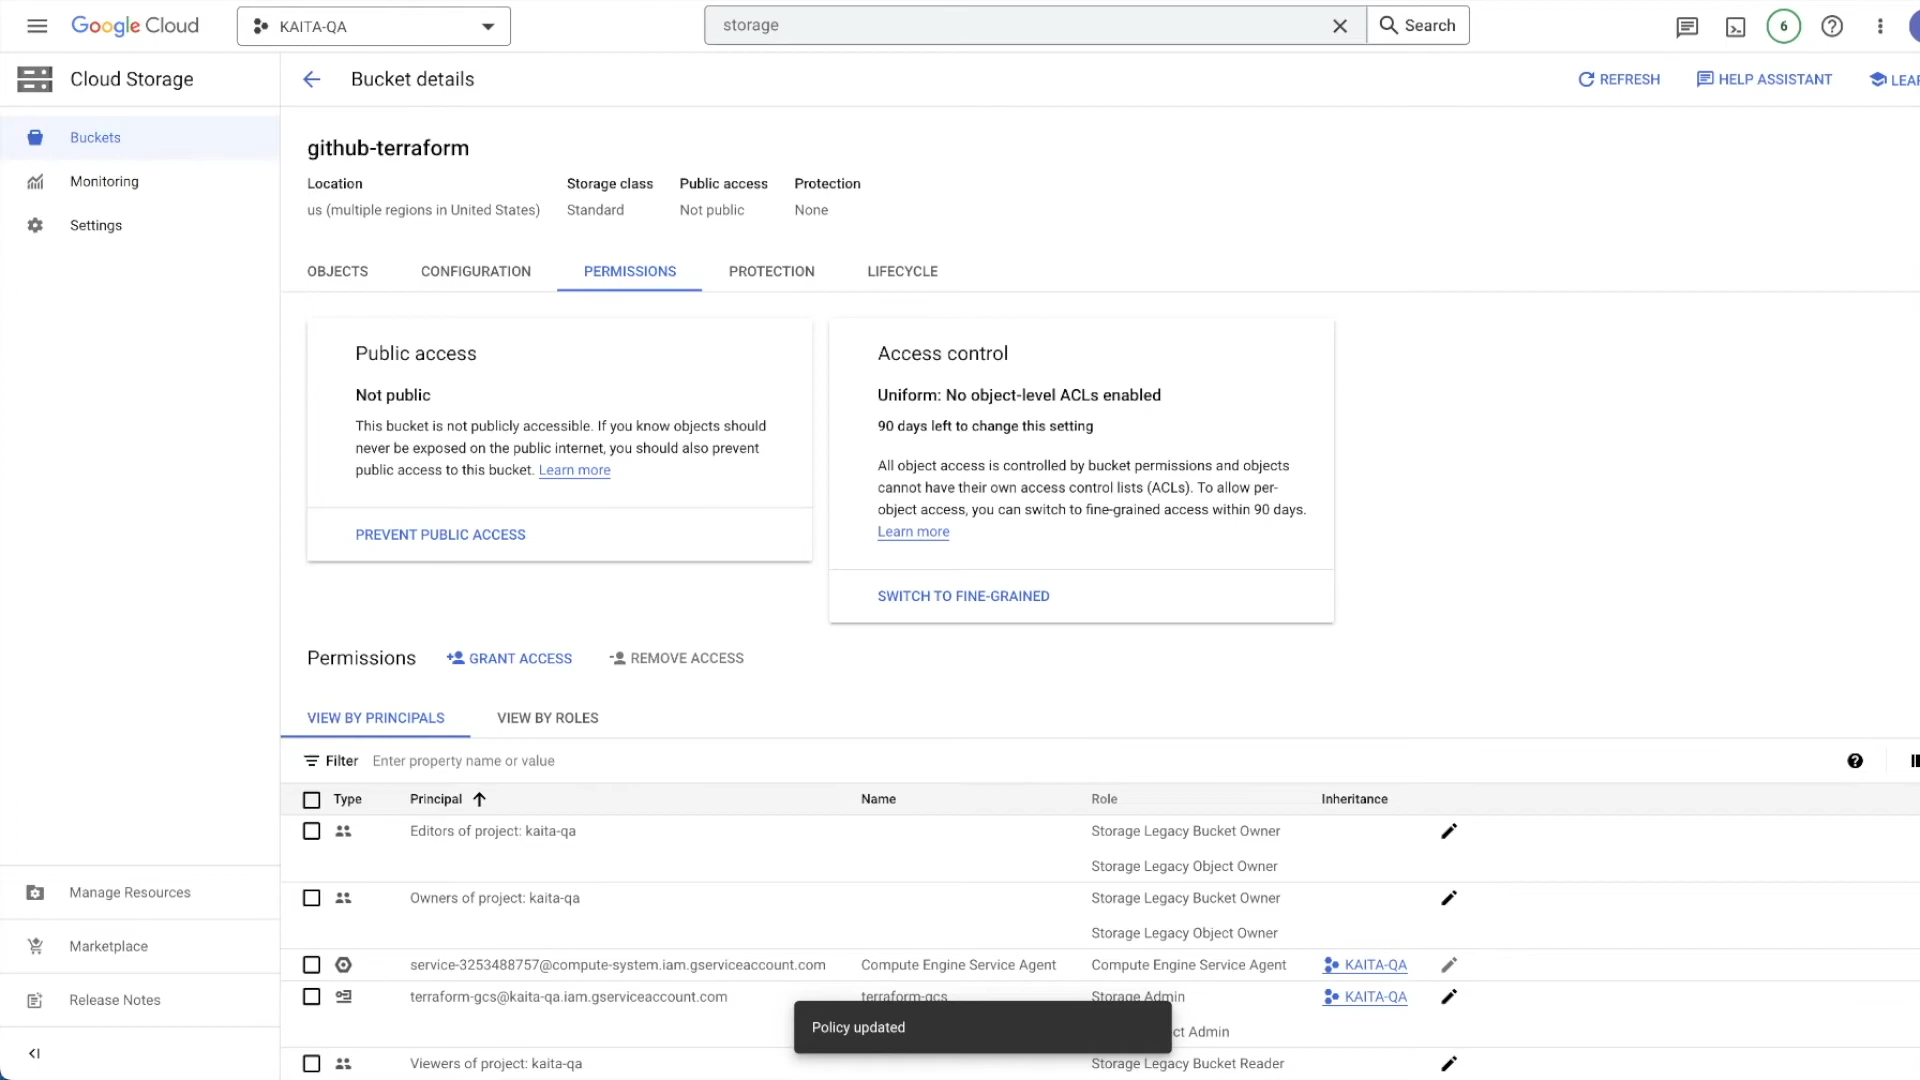 Google Cloud
KAITA-QA
storage
Search
6
Cloud Storage
Bucket details
REFRESH
HELP ASSISTANT
Buckets
Monitoring
Settings
github-terraform
Location
Storage class
Public access
Protection
us (multiple regions in United States)
Standard
Not public
None
OBJECTS
CONFIGURATION
PERMISSIONS
PROTECTION
LIFECYCLE
Public access
Not public
This bucket is not publicly accessible. If you know objects should
never be exposed on the public internet, you should also prevent
public access to this bucket. Learn more
PREVENT PUBLIC ACCESS
Access control
Uniform: No object-level ACLs enabled
90 days left to change this setting
All object access is controlled by bucket permissions and objects
cannot have their own access control lists (ACLs). To allow per-
object access, you can switch to fine-grained access within 90 days.
Learn more
SWITCH TO FINE-GRAINED
Permissions
GRANT ACCESS
REMOVE ACCESS
VIEW BY PRINCIPALS
VIEW BY ROLES
Filter Enter property name or value
Type Principal Name Role Inheritance
Editors of project: kaita-qa Storage Legacy Bucket Owner
Storage Legacy Object Owner
Owners of project: kaita-qa Storage Legacy Bucket Owner
Storage Legacy Object Owner
service-3253488757@compute-system.iam.gserviceaccount.com Compute Engine Service Agent Compute Engine Service Agent KAITA-QA
terraform-gcs@kaita-qa.iam.gserviceaccount.com terraform-gcs Storage Admin KAITA-QA
Admin
Viewers of project: kaita-qa Storage Legacy Bucket Reader
Policy updated
Manage Resources
Marketplace
Release Notes